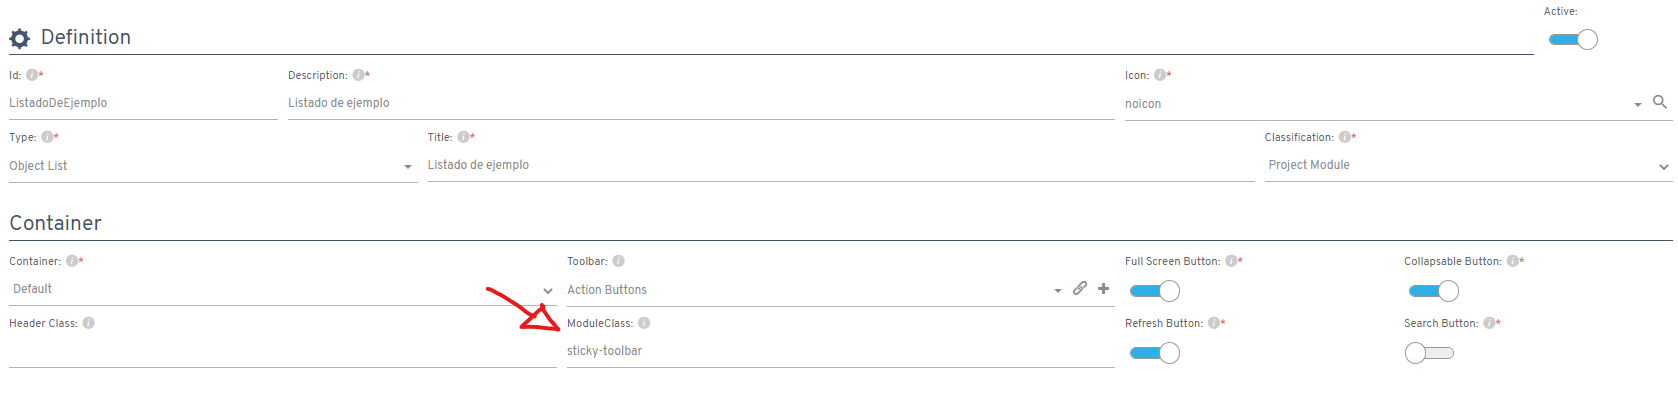 Active:
Definition
Id: i* Description: i* Icon: i*
ListadoDeEjemplo Listado de ejemplo noicon
Type: i* Title: i* Classification: i*
Object List Listado de ejemplo Project Module
Container
Container: i* Toolbar: i Full Screen Button: i* Collapsable Button: i*
Default Action Buttons
Header Class: i ModuleClass: i Refresh Button: i* Search Button: i*
sticky-toolbar